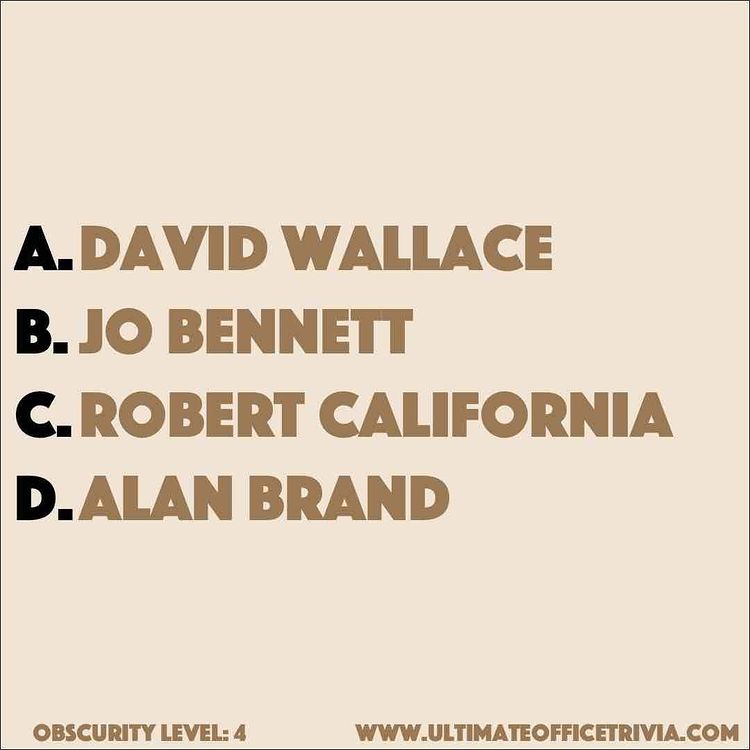 A. DAVID WALLACE
B. JO BENNETT
C. ROBERT CALIFORNIA
D. ALAN BRAND
OBSCURITY LEVEL: 4 WWW.ULTIMATEOFFICETRIVIA.COM